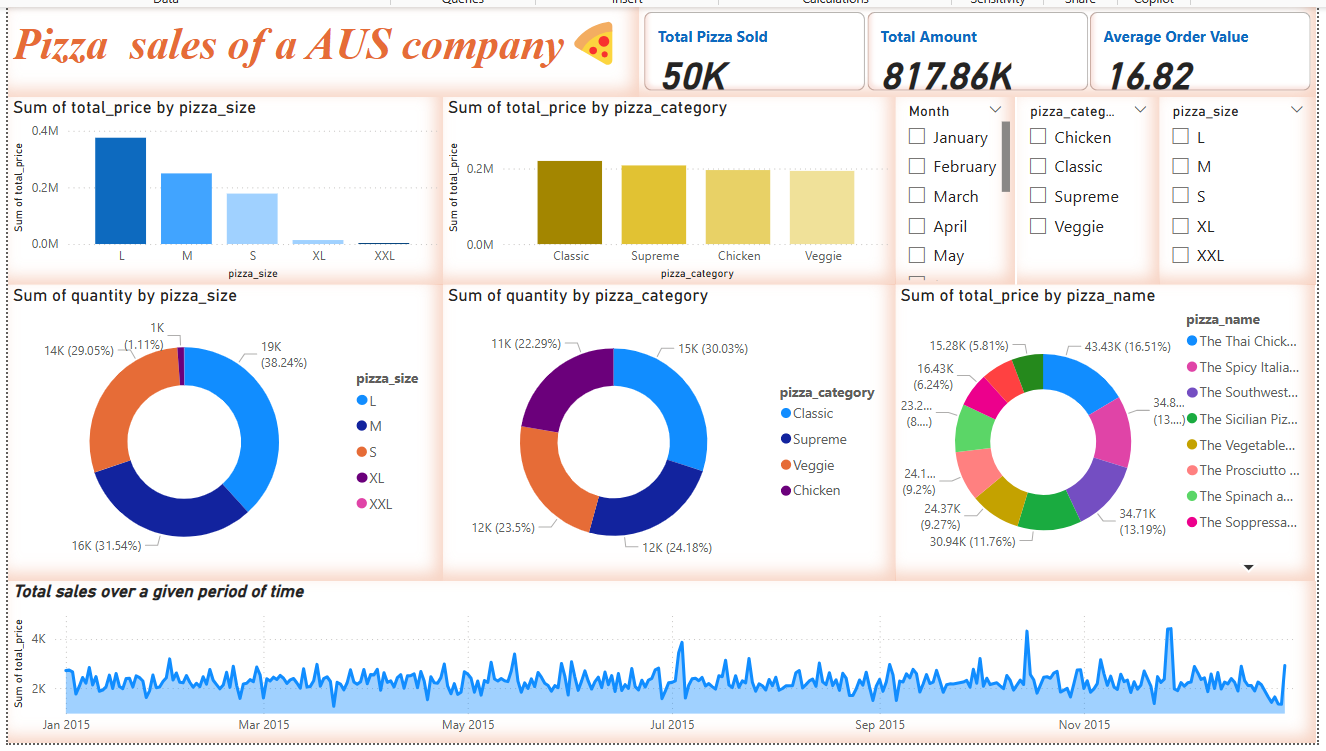 Pizza sales of a AUS company
Total Pizza Sold
50K
Total Amount
817.86K
Average Order Value
16.82
Sum of total_price by pizza_size
Sum of total_price
0.4M
0.2M
0.0M
L M S XL XXL
pizza_size
Sum of total_price by pizza_category
Sum of total_price
0.2M
0.0M
Classic Supreme Chicken Veggie
pizza_category
Month
January
February
March
April
May
pizza_categ...
Chicken
Classic
Supreme
Veggie
pizza_size
L
M
S
XL
XXL
Sum of quantity by pizza_size
1K
(1.11%)
14K (29.05%)
19K
(38.24%)
16K (31.54%)
pizza_size
L
M
S
XL
XXL
Sum of quantity by pizza_category
11K (22.29%)
15K (30.03%)
12K (23.5%)
12K (24.18%)
pizza_category
Classic
Supreme
Veggie
Chicken
Sum of total_price by pizza_name
15.28K (5.81%)
43.43K (16.51%)
16.43K
(6.24%)
34.8...
(13....)
23.2...
(8....)
24.1...
(9.2%)
24.37K
(9.27%)
34.71K
(13.19%)
30.94K (11.76%)
pizza_name
The Thai Chick...
The Spicy Italia...
The Southwest...
The Sicilian Piz...
The Vegetable...
The Prosciutto ...
The Spinach a...
The Soppressa...
Total sales over a given period of time
Sum of total_price
4K
2K
Jan 2015 Mar 2015 May 2015 Jul 2015 Sep 2015 Nov 2015